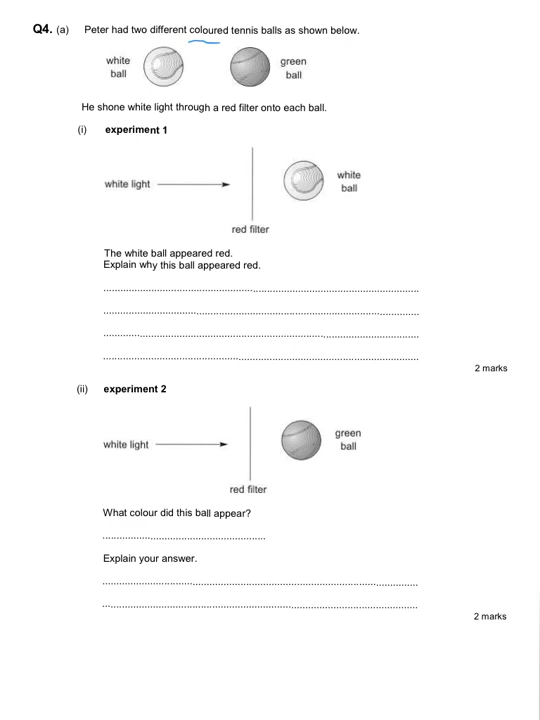 Q4. (a) Peter had two different coloured tennis balls as shown below.
white ball
green ball
He shone white light through a red filter onto each ball.
(i) experiment 1
white light
white ball
red filter
The white ball appeared red.
Explain why this ball appeared red.
2 marks
(ii) experiment 2
white light
green ball
red filter
What colour did this ball appear?
Explain your answer.
2 marks